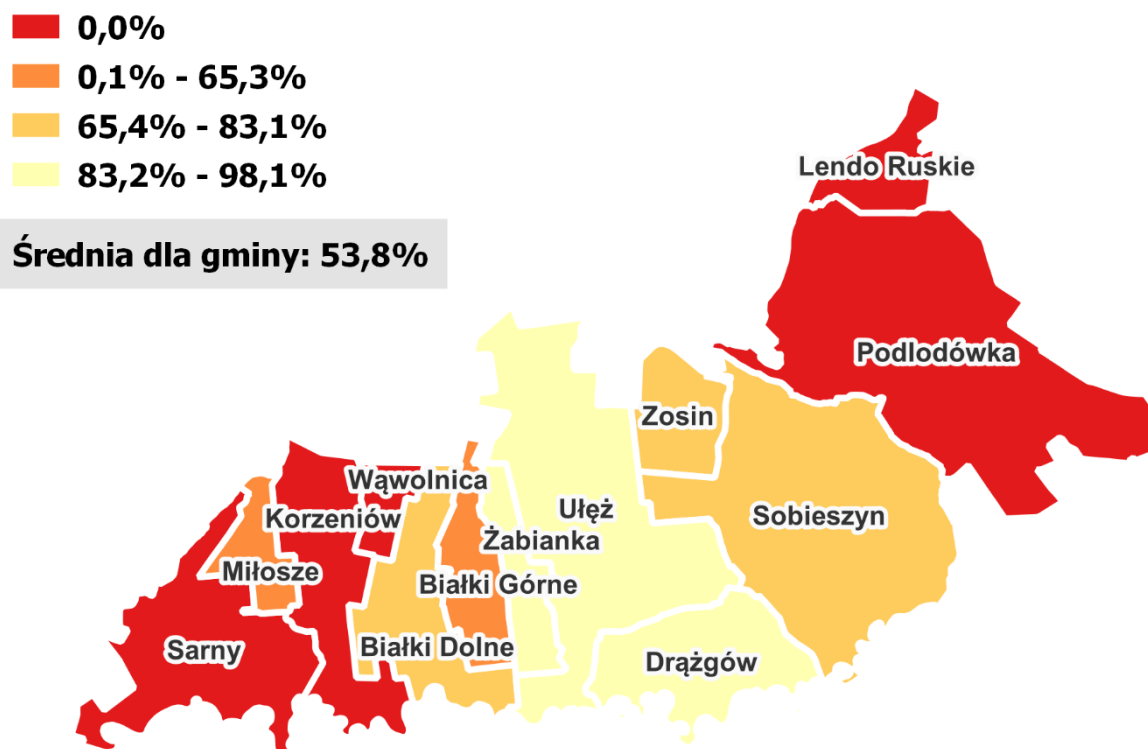 0,0%
0,1% - 65,3%
65,4% - 83,1%
83,2% - 98,1%
Średnia dla gminy: 53,8%
Lendo Ruskie
Podlodówka
Zosin
Wąwolnica
Ułęż
Korzeniów
Sobieszyn
Żabianka
Miłosze
Białki Górne
Sarny
Białki Dolne
Drążgów